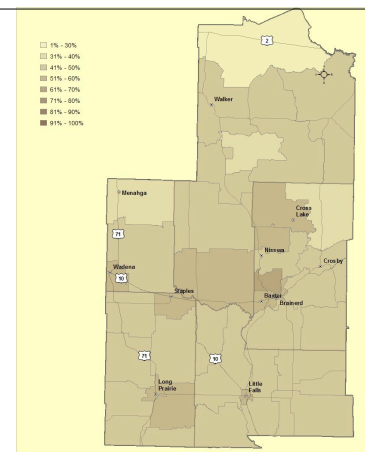 1% - 30%
31% - 40%
41% - 50%
51% - 60%
61% - 70%
71% - 80%
81% - 90%
91% - 100%
2
Walker
Menahga
Cross
Lake
71
Nisswa
Crosby
Wadena
10
Staples
Baxter
Brainerd
71
10
Long
Prairie
Little
Falls